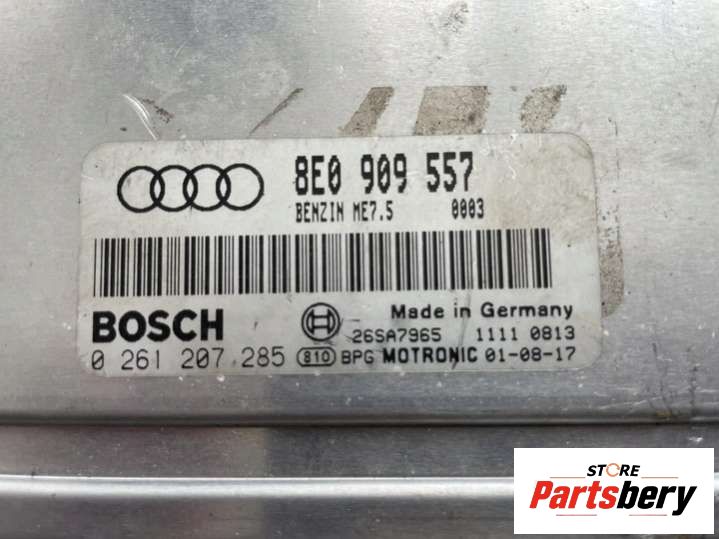 8E0 909 557
BENZIN ME7.5 0003
Made in Germany
BOSCH 26SA7965 1111 0813
0 261 207 285 810 BPG MOTRONIC 01-08-17
STORE
Partsbery